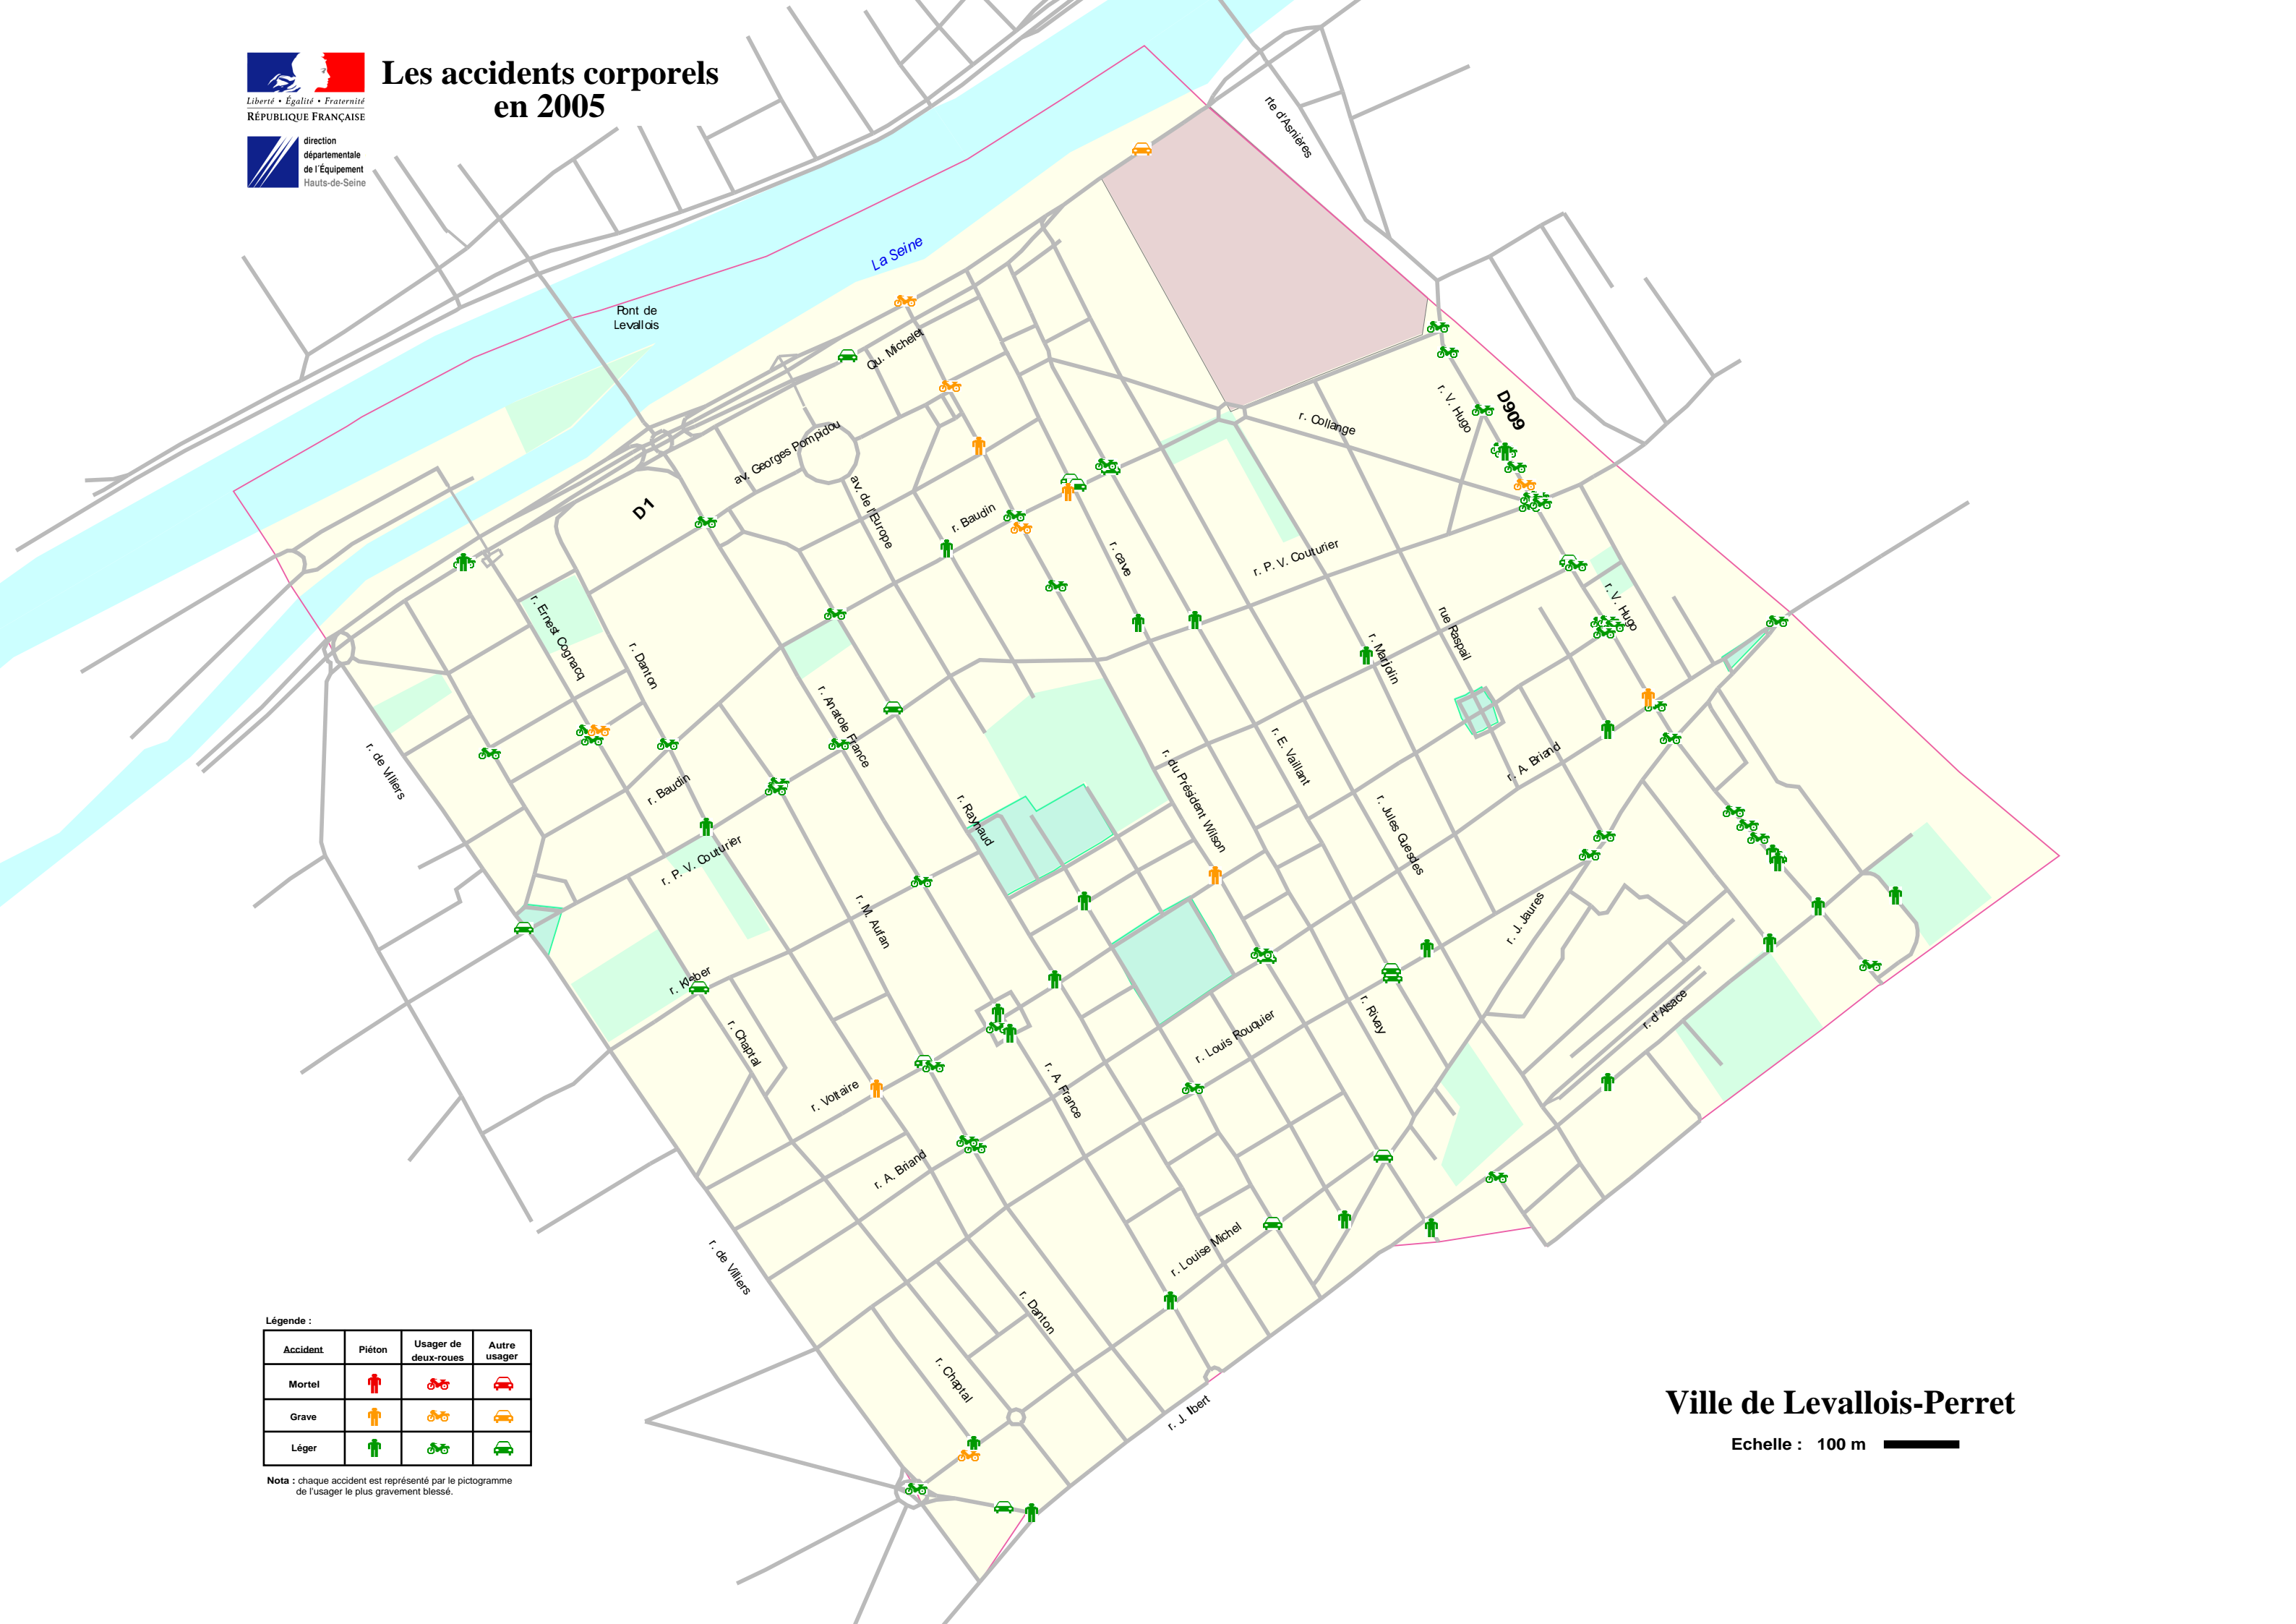 Les accidents corporels
en 2005
Liberté • Égalité • Fraternité
RÉPUBLIQUE FRANÇAISE
direction
départementale
de l'Équipement
Hauts-de-Seine
rte d'Asnières
La Seine
Pont de
Levallois
Qu. Michelet
r. V. Hugo
D909
r. Collange
av. Georges Pompidou
D1
av. de l'Europe
r. Baudin
r. cave
r. P. V. Couturier
r. Ernest Cognacq
r. Danton
r. Marjolin
rue Raspail
r. V. Hugo
r. Anatole France
r. de Villiers
r. Baudin
r. du Président Wilson
r. E. Vaillant
r. A. Briand
r. Raynaud
r. Jules Guesdes
r. P. V. Couturier
r. M. Aufan
r. J. Jaures
r. Kleber
r. Chaptal
r. Rivay
r. Louis Rouquier
r. d'Alsace
r. Voltaire
r. A. France
r. A. Briand
r. de Villiers
r. Louise Michel
r. Danton
r. Chaptal
r. J. Ibert
Légende :
Accident Piéton Usager de deux-roues Autre usager
Mortel
Grave
Léger
Nota : chaque accident est représenté par le pictogramme
de l'usager le plus gravement blessé.
Ville de Levallois-Perret
Echelle : 100 m